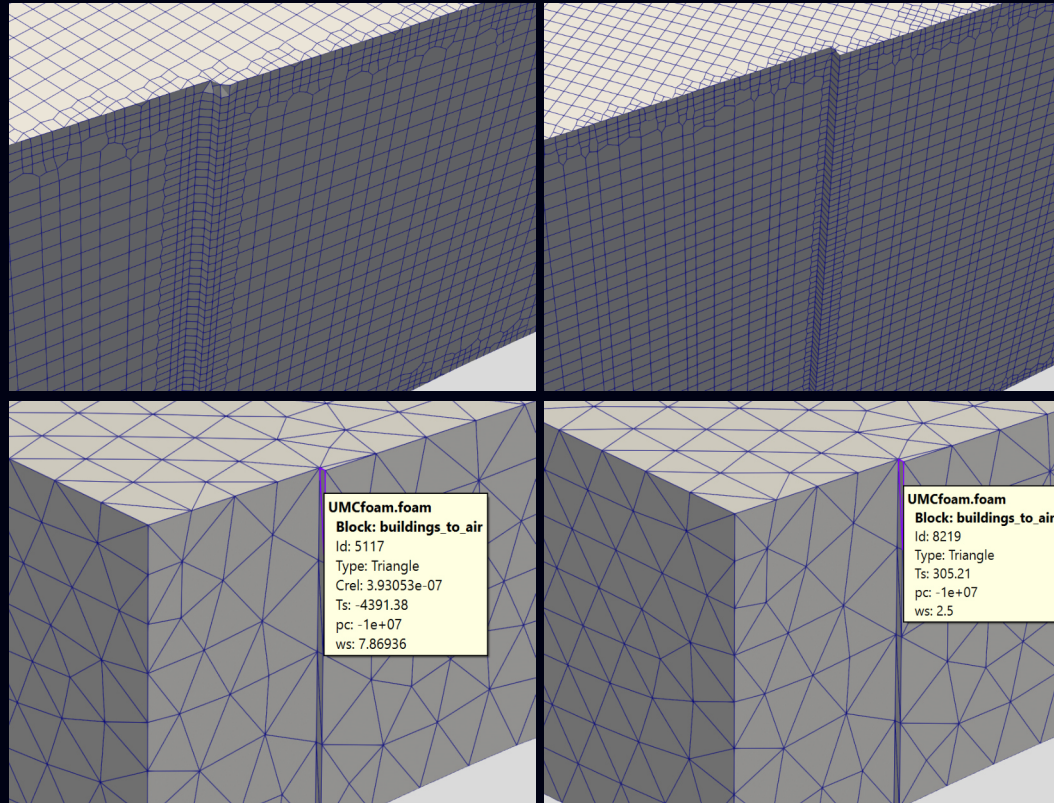 UMCfoam.foam
Block: buildings_to_air
Id: 5117
Type: Triangle
Crel: 3.93053e-07
Ts: -4391.38
pc: -1e+07
ws: 7.86936
UMCfoam.foam
Block: buildings_to_air
Id: 8219
Type: Triangle
Ts: 305.21
pc: -1e+07
ws: 2.5